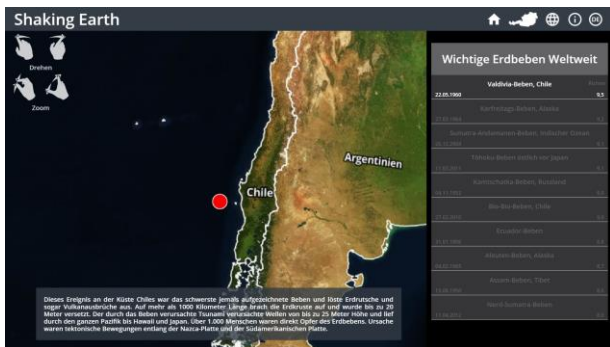 Shaking Earth
DE
Drehen
Zoom
Argentinien
Chile
Dieses Ereignis an der Küste Chiles war das schwerste jemals aufgezeichnete Beben und löste Erdrutsche und
sogar Vulkanausbrüche aus. Auf mehr als 1000 Kilometer Länge brach die Erdkruste auf und wurde bis zu 20
Meter versetzt. Der durch das Beben verursachte Tsunami verursachte Wellen von bis zu 25 Meter Höhe und lief
durch den ganzen Pazifik bis Hawaii und Japan. Über 1.000 Menschen waren direkt Opfer des Erdbebens. Ursache
waren tektonische Bewegungen entlang der Nazca-Platte und der Südamerikanischen Platte.
Wichtige Erdbeben Weltweit
Valdivia-Beben, Chile
22.05.1960 9,5
Karfreitags-Beben, Alaska
Sumatra-Andamanen-Beben, Indischer Ozean
Tōhoku-Beben östlich vor Japan
Kamtschatka-Beben, Russland
Bio-Bio-Beben, Chile
Ecuador-Beben
Aleuten-Beben, Alaska
Assam-Beben, Tibet
Nord-Sumatra-Beben